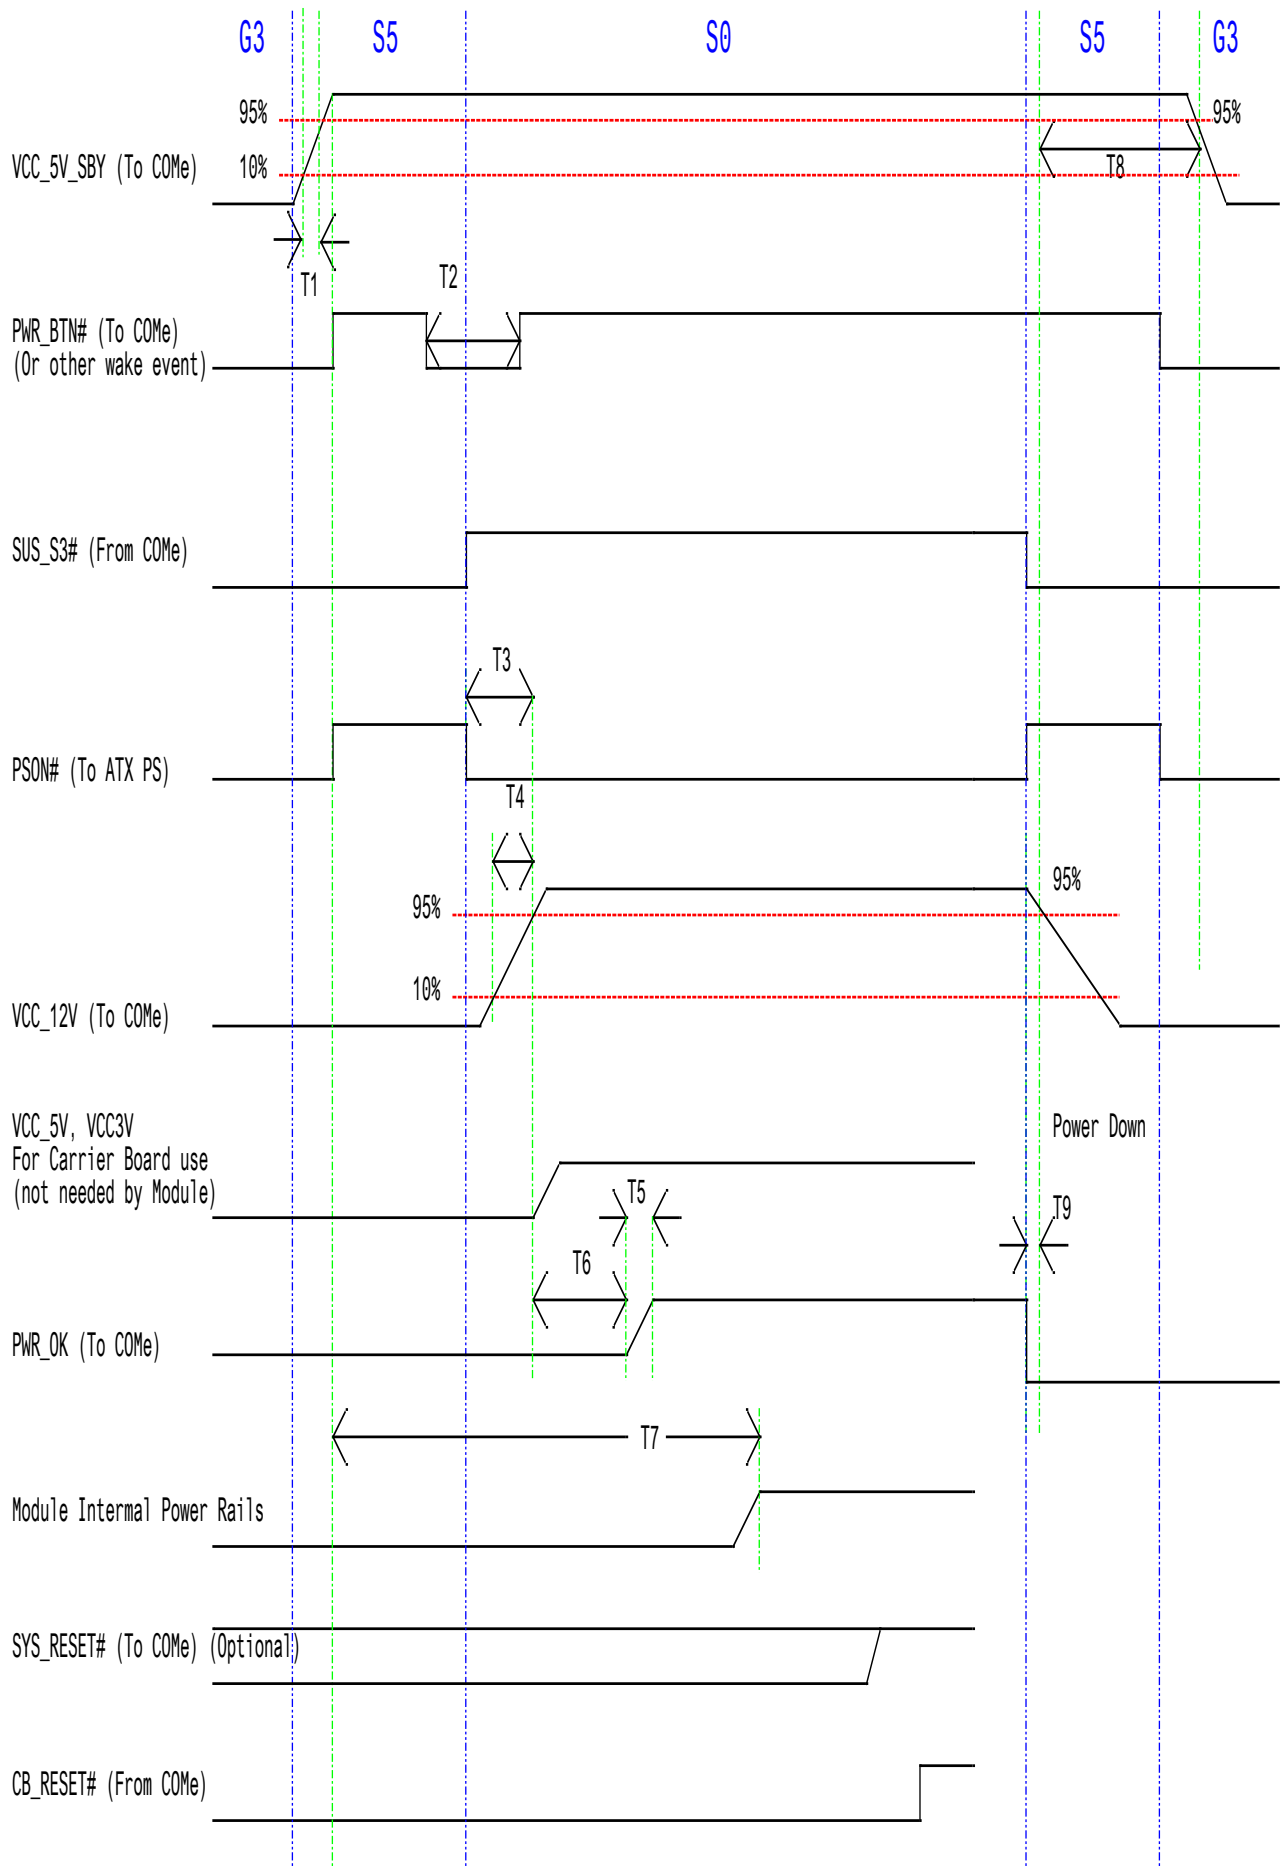 G3 S5 S0 S5 G3
95% 95%
VCC_5V_SBY (To COMe) 10% T8
T1 T2
PWR_BTN# (To COMe)
(Or other wake event)
SUS_S3# (From COMe)
T3
PSON# (To ATX PS)
T4
95% 95%
10%
VCC_12V (To COMe)
VCC_5V, VCC3V Power Down
For Carrier Board use
(not needed by Module) T5 T9
T6
PWR_OK (To COMe)
T7
Module Intermal Power Rails
SYS_RESET# (To COMe) (Optional)
CB_RESET# (From COMe)